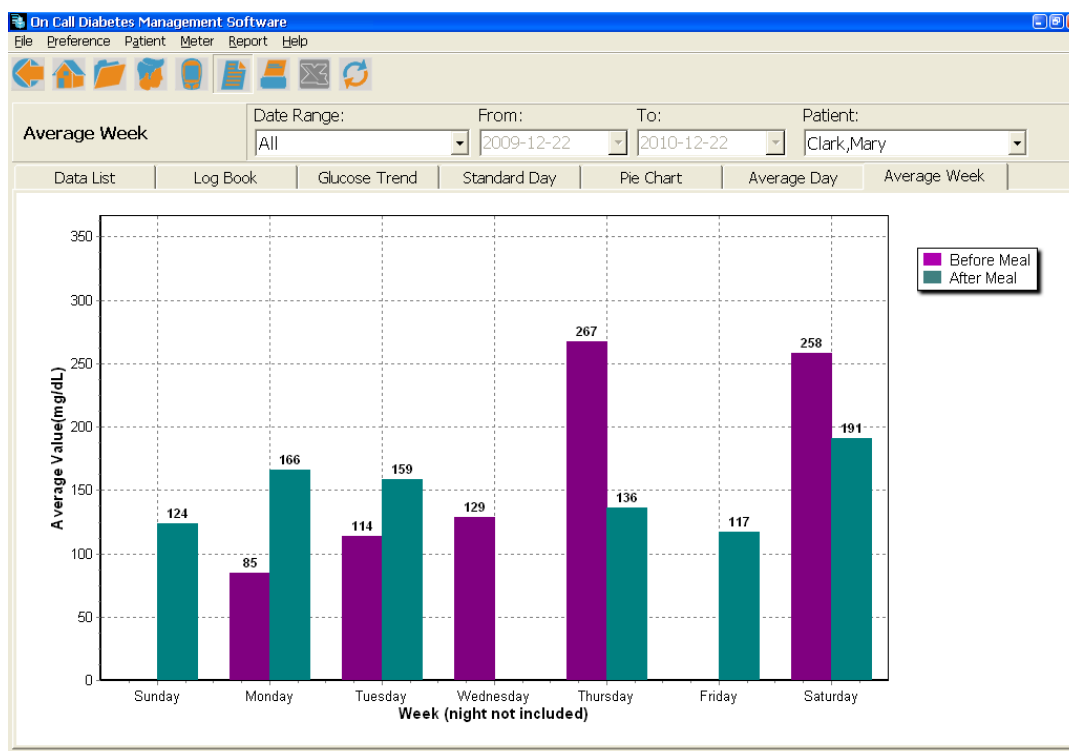 On Call Diabetes Management Software
File Preference Patient Meter Report Help
Date Range: From: To: Patient:
Average Week
All 2009-12-22 2010-12-22 Clark,Mary
Data List Log Book Glucose Trend Standard Day Pie Chart Average Day Average Week
Before Meal
After Meal
Average Value(mg/dL)
350
300
250
200
150
100
50
0
124
85
166
114
159
129
267
136
117
258
191
Sunday Monday Tuesday Wednesday Thursday Friday Saturday
Week (night not included)